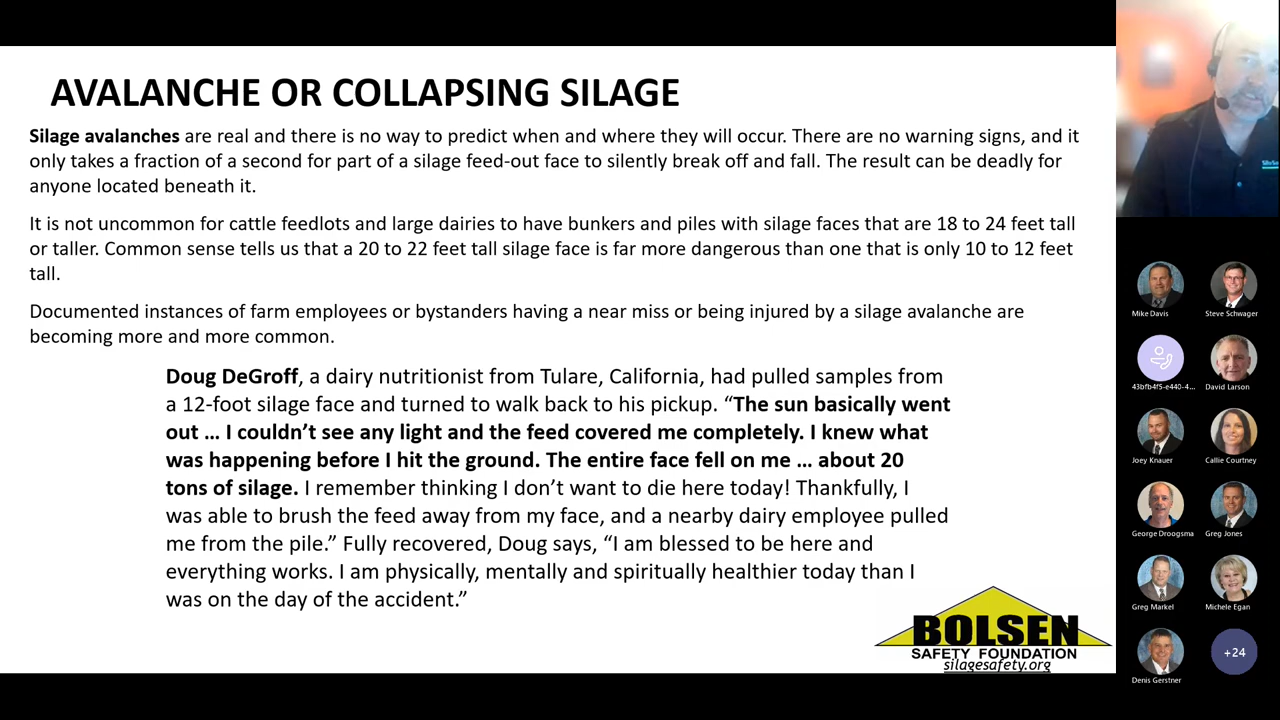 AVALANCHE OR COLLAPSING SILAGE
Silage avalanches are real and there is no way to predict when and where they will occur. There are no warning signs, and it
only takes a fraction of a second for part of a silage feed-out face to silently break off and fall. The result can be deadly for
anyone located beneath it.
It is not uncommon for cattle feedlots and large dairies to have bunkers and piles with silage faces that are 18 to 24 feet tall
or taller. Common sense tells us that a 20 to 22 feet tall silage face is far more dangerous than one that is only 10 to 12 feet
tall.
Documented instances of farm employees or bystanders having a near miss or being injured by a silage avalanche are
becoming more and more common.
Doug DeGroff, a dairy nutritionist from Tulare, California, had pulled samples from
a 12-foot silage face and turned to walk back to his pickup. “The sun basically went
out … I couldn’t see any light and the feed covered me completely. I knew what
was happening before I hit the ground. The entire face fell on me … about 20
tons of silage. I remember thinking I don’t want to die here today! Thankfully, I
was able to brush the feed away from my face, and a nearby dairy employee pulled
me from the pile.” Fully recovered, Doug says, “I am blessed to be here and
everything works. I am physically, mentally and spiritually healthier today than I
was on the day of the accident.”
BOLSEN
SAFETY FOUNDATION
silagesafety.org
Mike Davis
Steve Schwager
43bfb4f5-e440-4...
David Larson
Joey Knauer
Callie Courtney
George Droogsma
Greg Jones
Greg Markel
Michele Egan
Denis Gerstner
+24